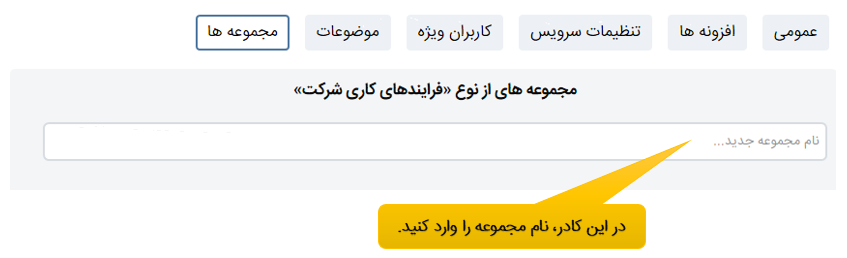 عمومی افزونه ها تنظیمات سرویس کاربران ویژه موضوعات مجموعه ها
مجموعه های از نوع «فرایندهای کاری شرکت»
نام مجموعه جدید...
در این کادر، نام مجموعه را وارد کنید.